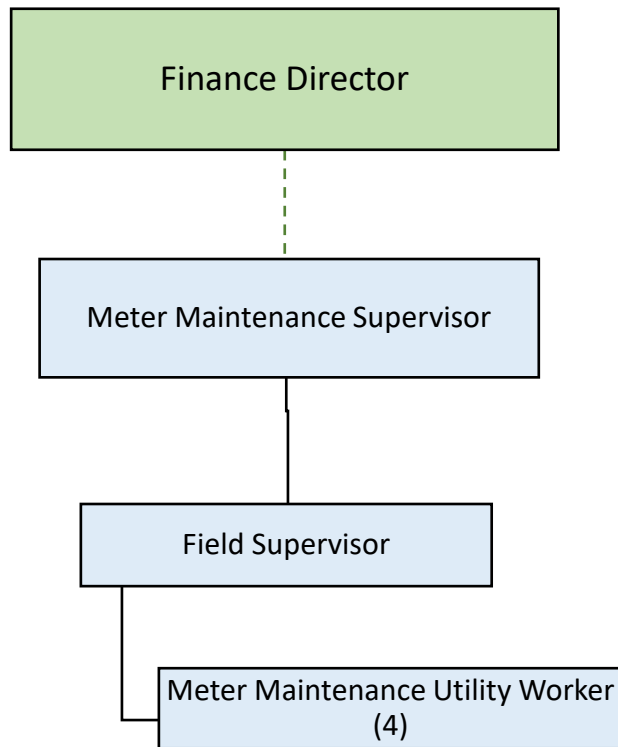 Finance Director
Meter Maintenance Supervisor
Field Supervisor
Meter Maintenance Utility Worker
(4)